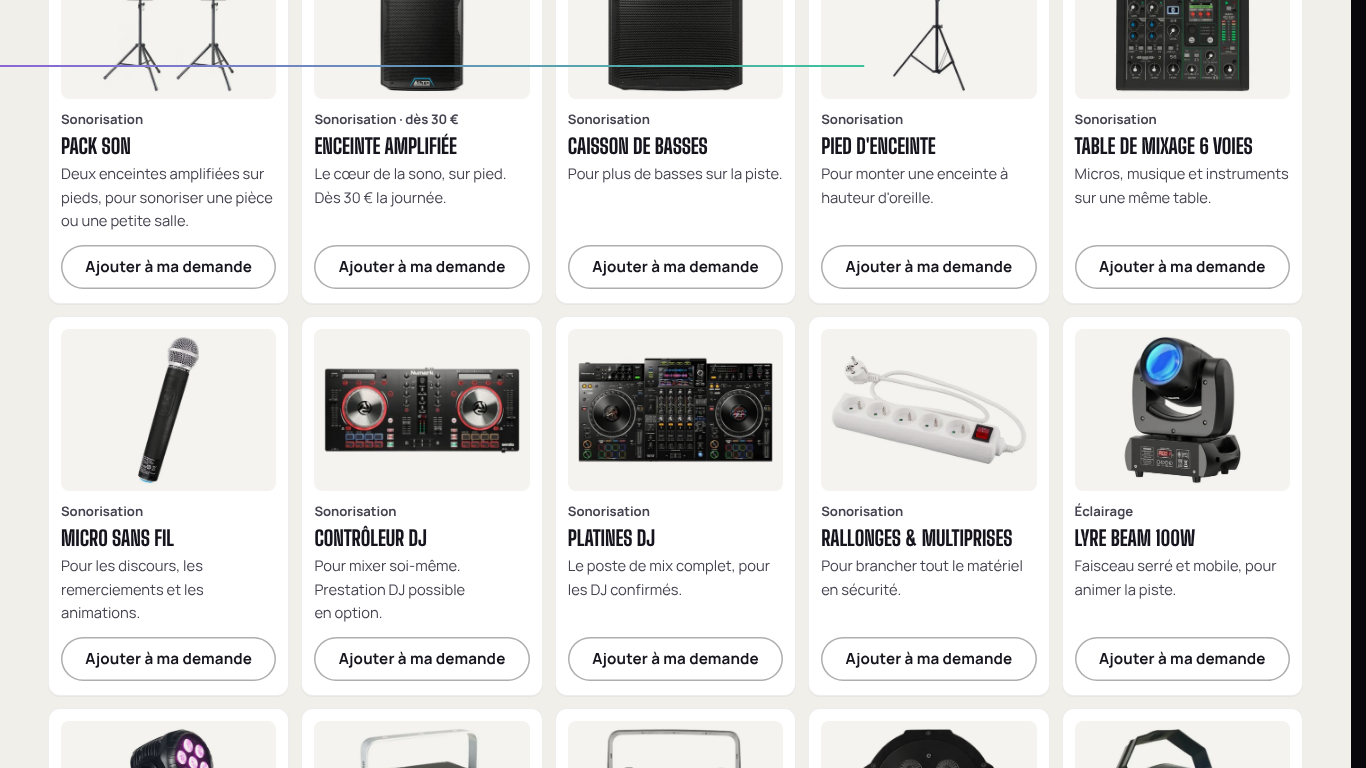 ALTO
Sonorisation
PACK SON
Deux enceintes amplifiées sur
pieds, pour sonoriser une pièce
ou une petite salle.
Ajouter à ma demande
Sonorisation · dès 30 €
ENCEINTE AMPLIFIÉE
Le cœur de la sono, sur pied.
Dès 30 € la journée.
Ajouter à ma demande
Sonorisation
CAISSON DE BASSES
Pour plus de basses sur la piste.
Ajouter à ma demande
Sonorisation
PIED D'ENCEINTE
Pour monter une enceinte à
hauteur d'oreille.
Ajouter à ma demande
Sonorisation
TABLE DE MIXAGE 6 VOIES
Micros, musique et instruments
sur une même table.
Ajouter à ma demande
Sonorisation
MICRO SANS FIL
Pour les discours, les
remerciements et les
animations.
Ajouter à ma demande
Numark
Sonorisation
CONTRÔLEUR DJ
Pour mixer soi-même.
Prestation DJ possible
en option.
Ajouter à ma demande
Sonorisation
PLATINES DJ
Le poste de mix complet, pour
les DJ confirmés.
Ajouter à ma demande
Sonorisation
RALLONGES & MULTIPRISES
Pour brancher tout le matériel
en sécurité.
Ajouter à ma demande
Éclairage
LYRE BEAM 100W
Faisceau serré et mobile, pour
animer la piste.
Ajouter à ma demande